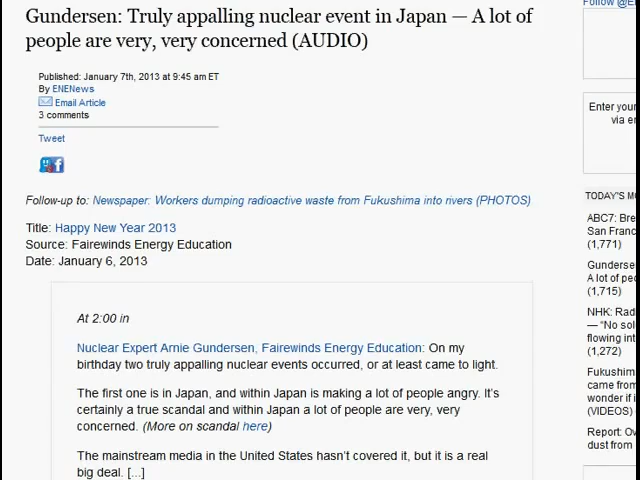 Gundersen: Truly appalling nuclear event in Japan — A lot of
people are very, very concerned (AUDIO)
Published: January 7th, 2013 at 9:45 am ET
By ENENews
Email Article
3 comments
Tweet
Follow-up to: Newspaper: Workers dumping radioactive waste from Fukushima into rivers (PHOTOS)
Title: Happy New Year 2013
Source: Fairewinds Energy Education
Date: January 6, 2013
At 2:00 in
Nuclear Expert Arnie Gundersen, Fairewinds Energy Education: On my
birthday two truly appalling nuclear events occurred, or at least came to light.
The first one is in Japan, and within Japan is making a lot of people angry. It's
certainly a true scandal and within Japan a lot of people are very, very
concerned. (More on scandal here)
The mainstream media in the United States hasn't covered it, but it is a real
big deal. [...]
Follow
Enter your
via
TODAY'S
ABC7:
San Franc
(1,771)
Gunderse
A lot of
(1,715)
NHK: Rad
— "No
flowing
(1,272)
Fukushim
came from
wonder if
(VIDEOS)
Report:
dust from